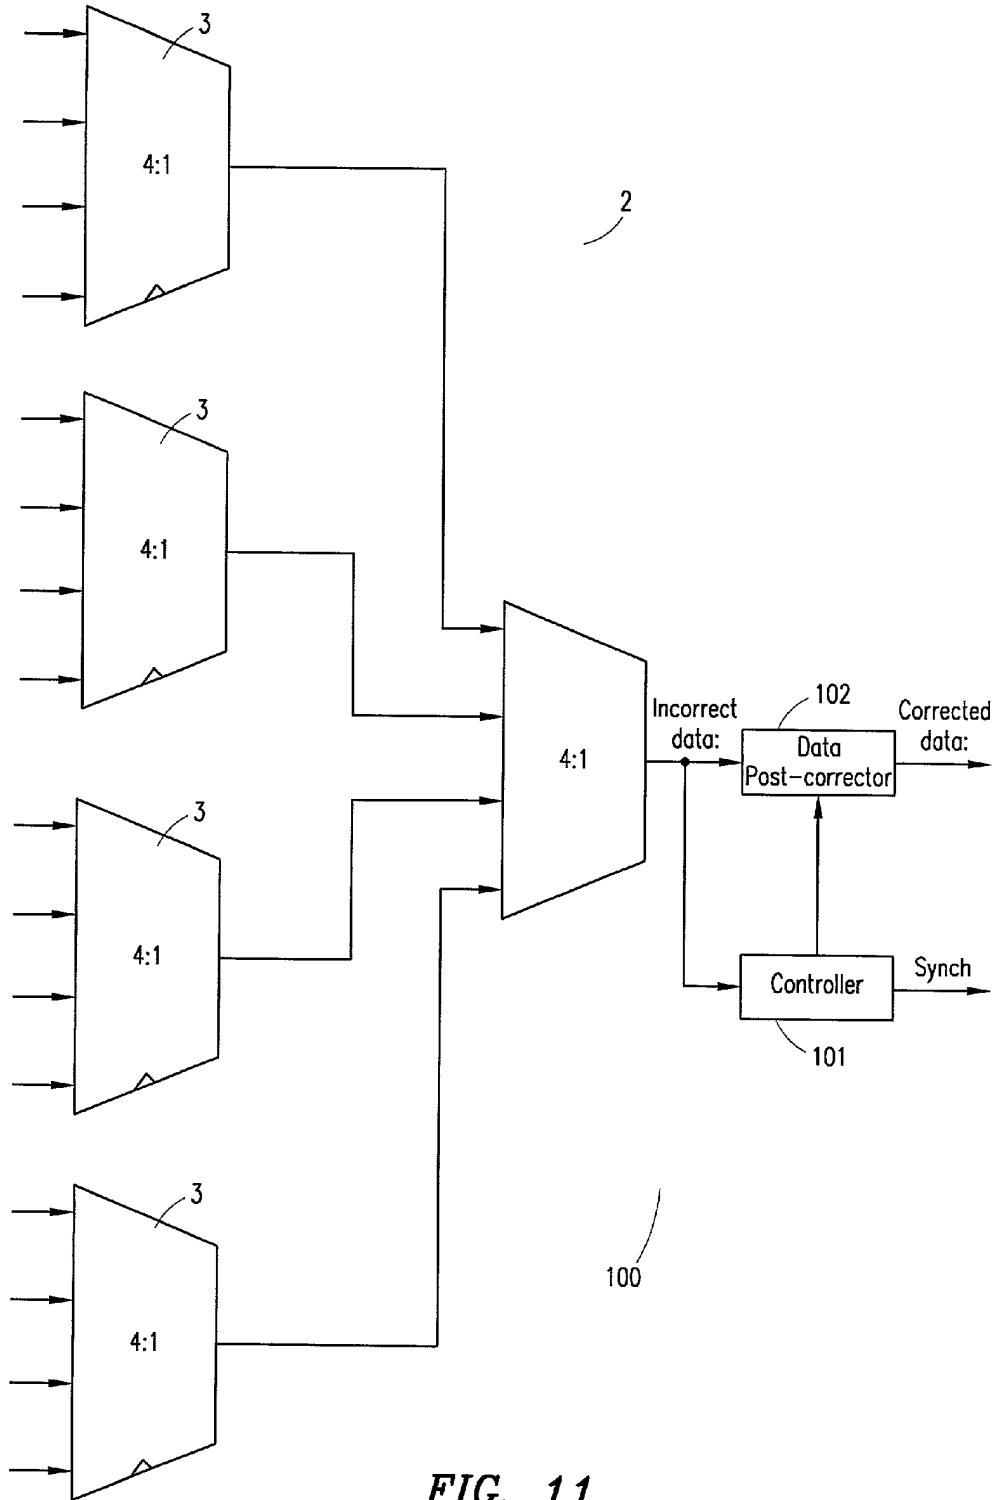 3
4:1
2
3
4:1
Incorrect
data:
102
Corrected
data:
4:1
Data
Post-corrector
3
4:1
Controller
Synch
101
3
4:1
100
FIG. 11